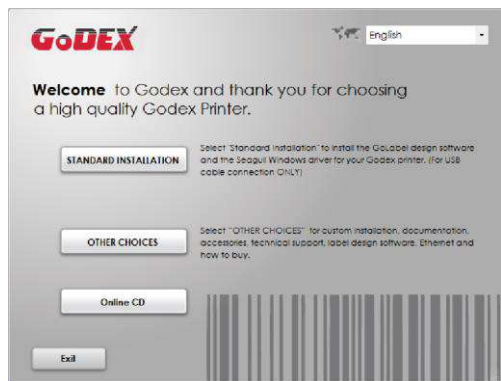 GoDEX
English
Welcome to Godex and thank you for choosing
a high quality Godex Printer.
STANDARD INSTALLATION
Select 'Standard Installation' to install the GoLabel design software
and the Seagull Windows driver for your Godex printer. (For USB
cable connection ONLY)
OTHER CHOICES
Select "OTHER CHOICES" for custom installation, documentation,
accessories, technical support, label design software, Ethernet and
how to buy.
Online CD
Exit